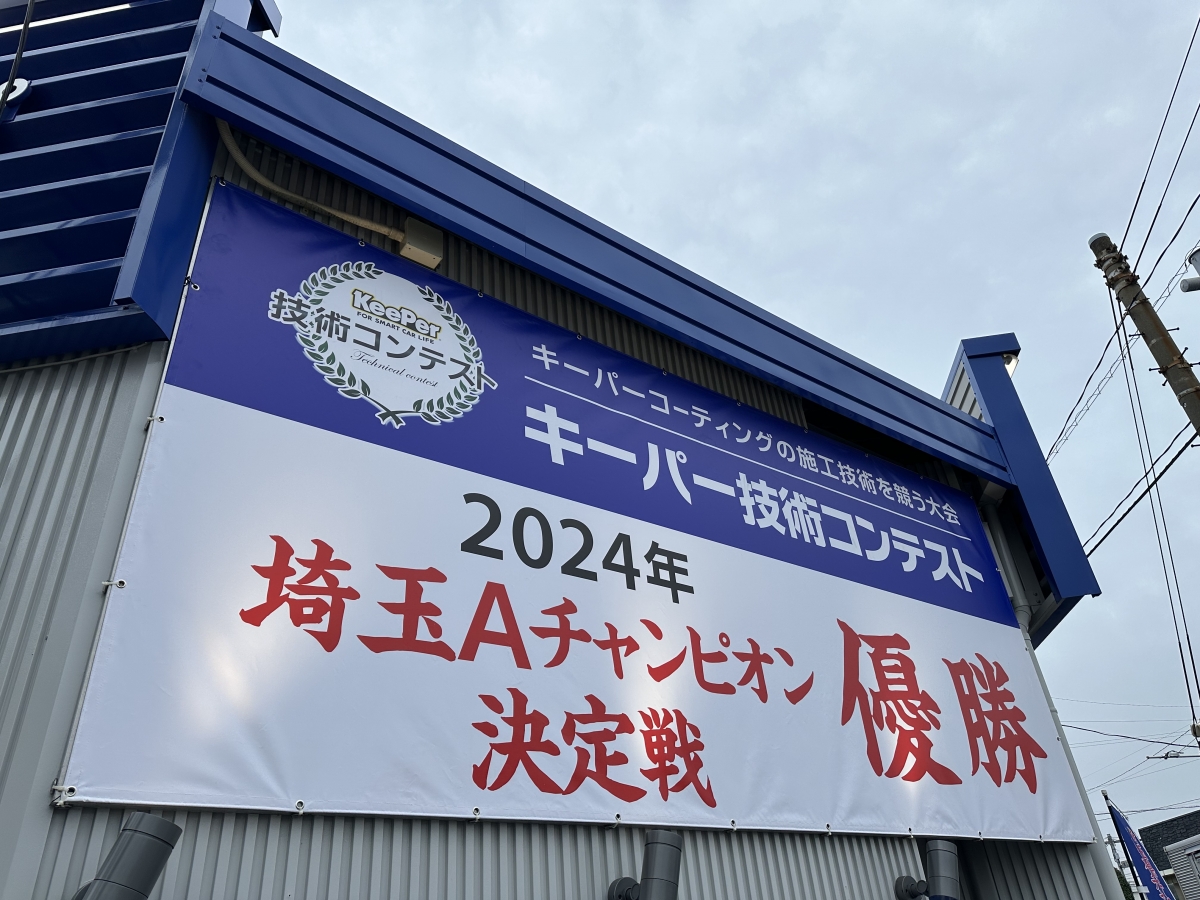 KeePer
FOR SMART CAR LIFE
技術コンテスト
Technical contest
キーパーコーティングの施工技術を競う大会
キーパー技術コンテスト
2024年
埼玉Aチャンピオン
決定戦
優勝